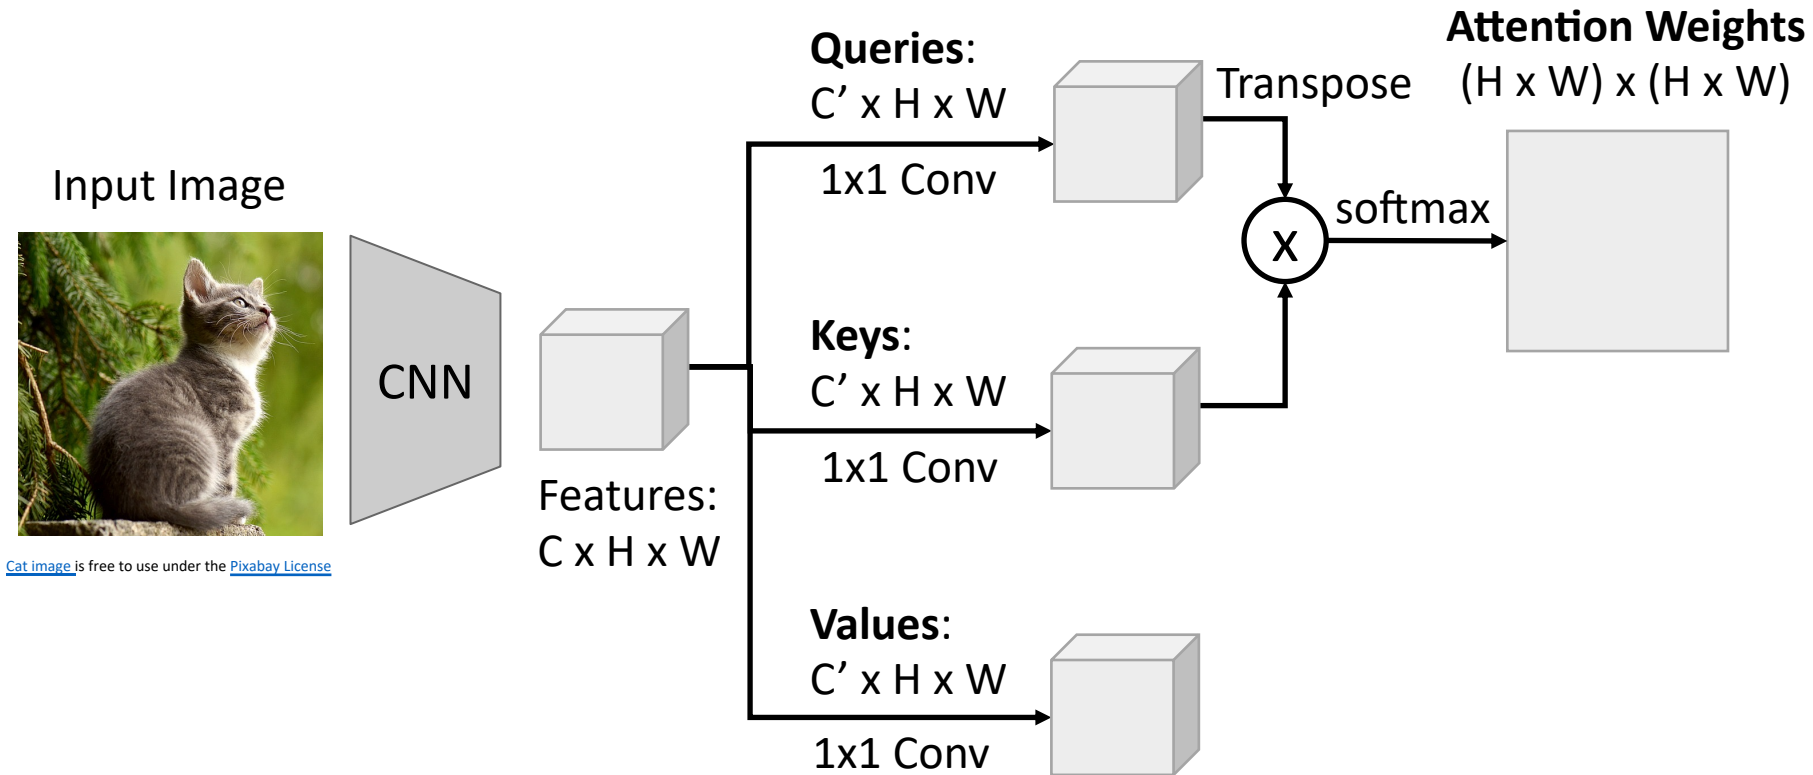 Input Image
Cat image is free to use under the Pixabay License
CNN
Features:
C x H x W
Queries:
C’ x H x W
1x1 Conv
Keys:
C’ x H x W
1x1 Conv
Values:
C’ x H x W
1x1 Conv
Transpose
X
softmax
Attention Weights
(H x W) x (H x W)